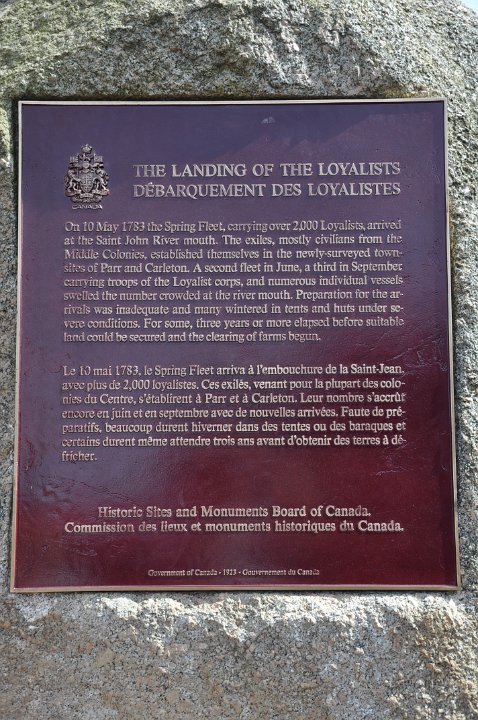 CANADA
THE LANDING OF THE LOYALISTS
DÉBARQUEMENT DES LOYALISTES
On 10 May 1783 the Spring Fleet, carrying over 2,000 Loyalists, arrived
at the Saint John River mouth. The exiles, mostly civilians from the
Middle Colonies, established themselves in the newly-surveyed town-
sites of Parr and Carleton. A second fleet in June, a third in September
carrying troops of the Loyalist corps, and numerous individual vessels
swelled the number crowded at the river mouth. Preparation for the ar-
rivals was inadequate and many wintered in tents and huts under se-
vere conditions. For some, three years or more elapsed before suitable
land could be secured and the clearing of farms begun.
Le 10 mai 1783, le Spring Fleet arriva à l'embouchure de la Saint-Jean,
avec plus de 2,000 loyalistes. Ces exilés, venant pour la plupart des colo-
nies du Centre, s'établirent à Parr et à Carleton. Leur nombre s'accrût
encore en juin et en septembre avec de nouvelles arrivées. Faute de pré-
paratifs, beaucoup durent hiverner dans des tentes ou des baraques et
certains durent même attendre trois ans avant d'obtenir des terres à dé-
fricher.
Historic Sites and Monuments Board of Canada.
Commission des lieux et monuments historiques du Canada.
Government of Canada - 1923 - Gouvernement du Canada